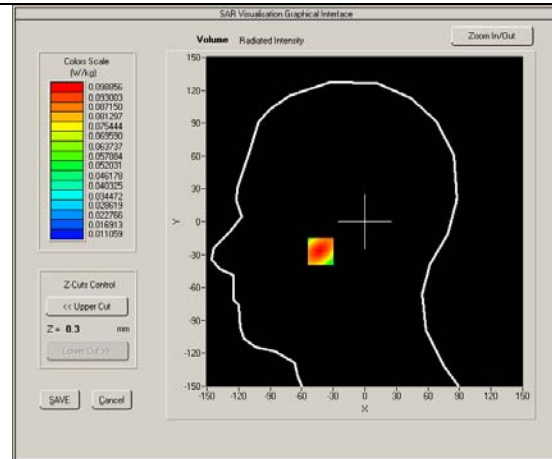 SAR Visualisation Graphical Interface
Volume Radiated Intensity
Zoom In/Out
Colors Scale
(W/kg)
0.098856
0.093003
0.087150
0.081297
0.075444
0.069590
0.063737
0.057884
0.052031
0.046178
0.040325
0.034472
0.028619
0.022766
0.016913
0.011059
Z-Cuts Control
<< Upper Cut
Z = 0.3 mm
Lower Cut >>
SAVE Cancel
150-
120-
90-
60-
30-
Y 0-
-30-
-60-
-90-
-120-
-150-
-150 -120 -90 -60 -30 0 30 60 90 120 150
X